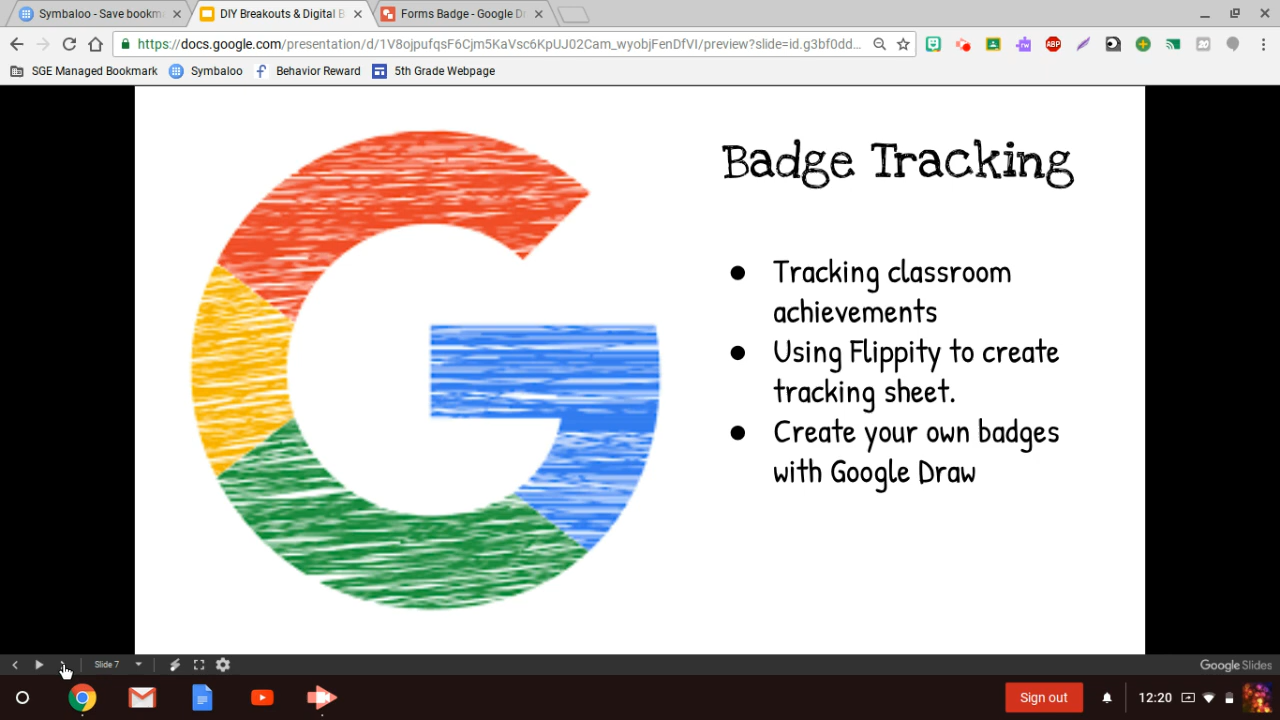 Symbaloo - Save bookm
DIY Breakouts & Digital B
Forms Badge - Google D
https://docs.google.com/presentation/d/1V8ojpufqsF6Cjm5KaVsc6KpUJ02Cam_wyobjFenDfVI/preview?slide=id.g3bf0dd...
SGE Managed Bookmark
Symbaloo
Behavior Reward
5th Grade Webpage
Badge Tracking
● Tracking classroom
achievements
● Using Flippity to create
tracking sheet.
● Create your own badges
with Google Draw
Slide 7
Google Slides
Sign out
12:20